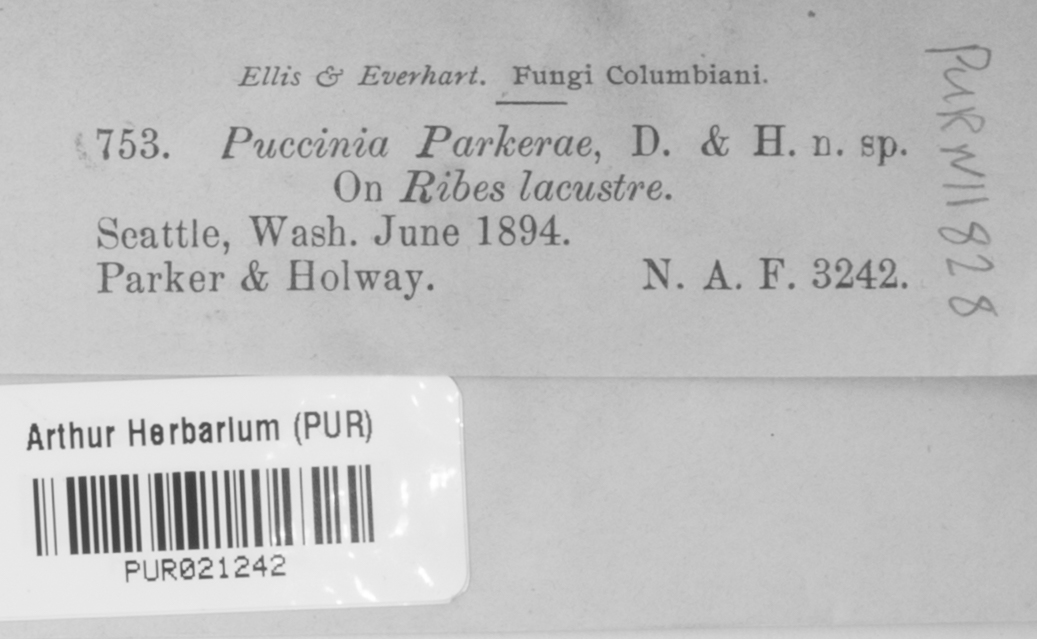 Ellis & Everhart. Fungi Columbiani.
753. Puccinia Parkerae, D. & H. n. sp.
On Ribes lacustre.
Seattle, Wash. June 1894.
Parker & Holway. N. A. F. 3242.
PUR N11828
Arthur Herbarium (PUR)
PUR021242